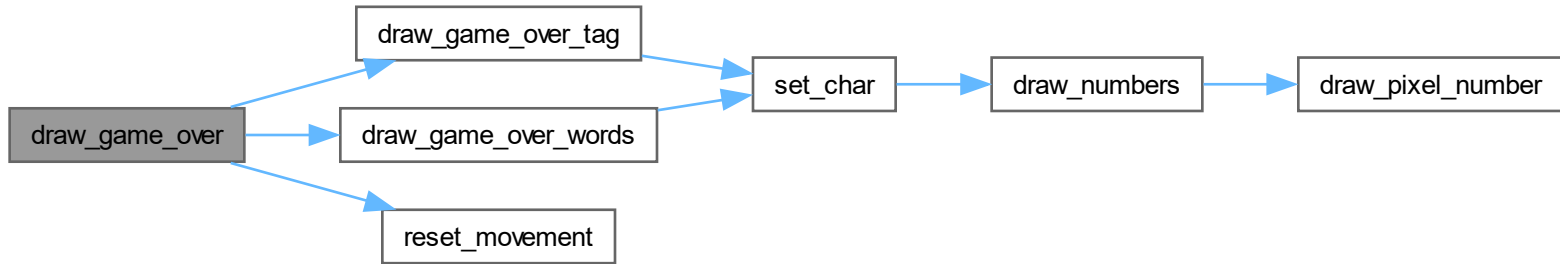 draw_game_over
draw_game_over_tag
draw_game_over_words
reset_movement
set_char
draw_numbers
draw_pixel_number